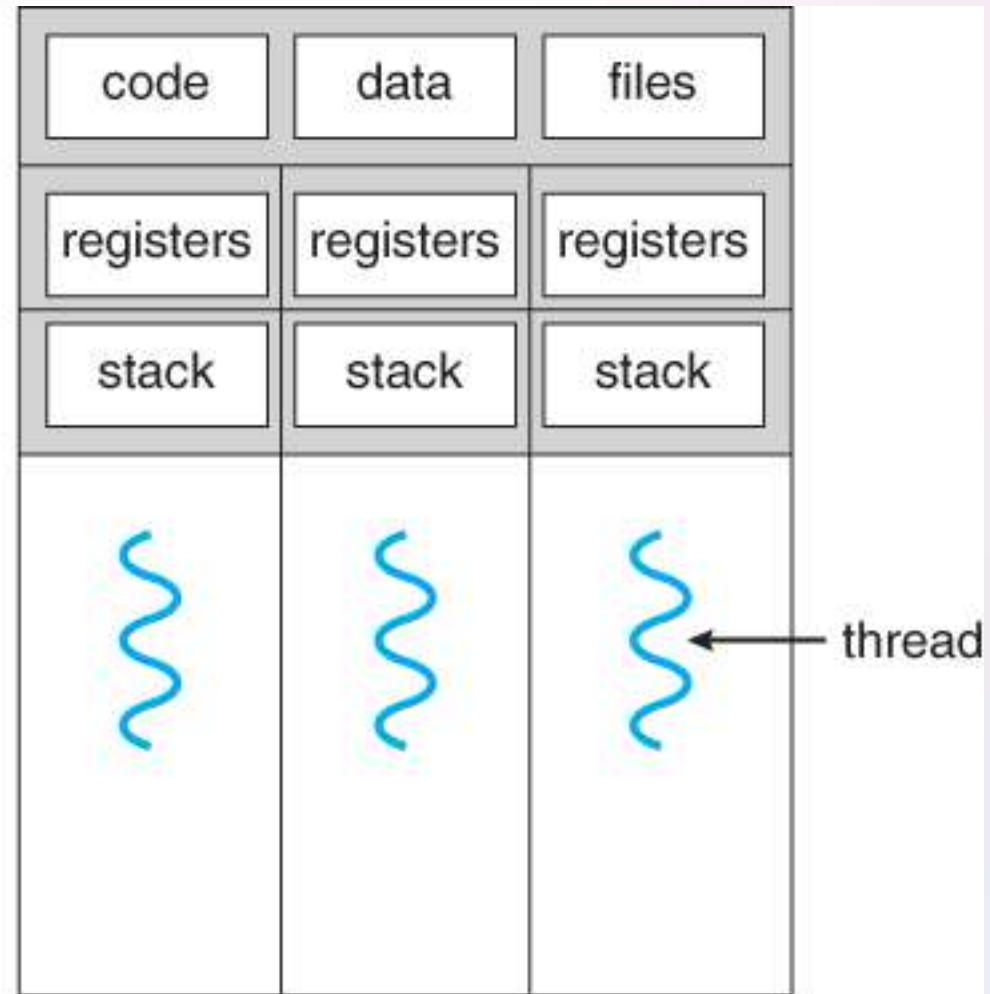 code data files
registers registers registers
stack stack stack
thread